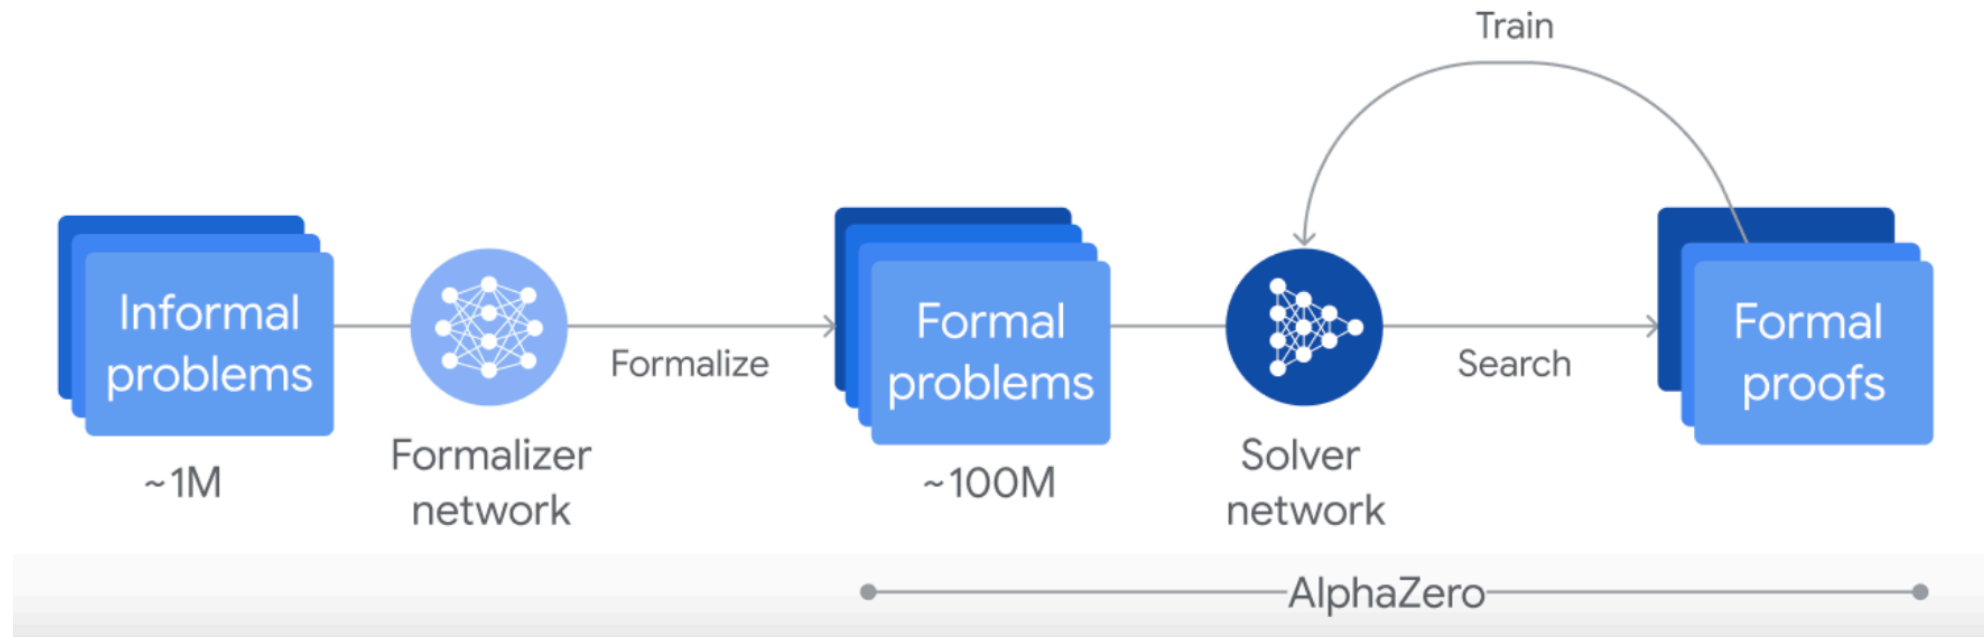 Train
Informal
problems
~1M
Formalizer
network
Formalize
Formal
problems
~100M
Solver
network
Search
Formal
proofs
AlphaZero